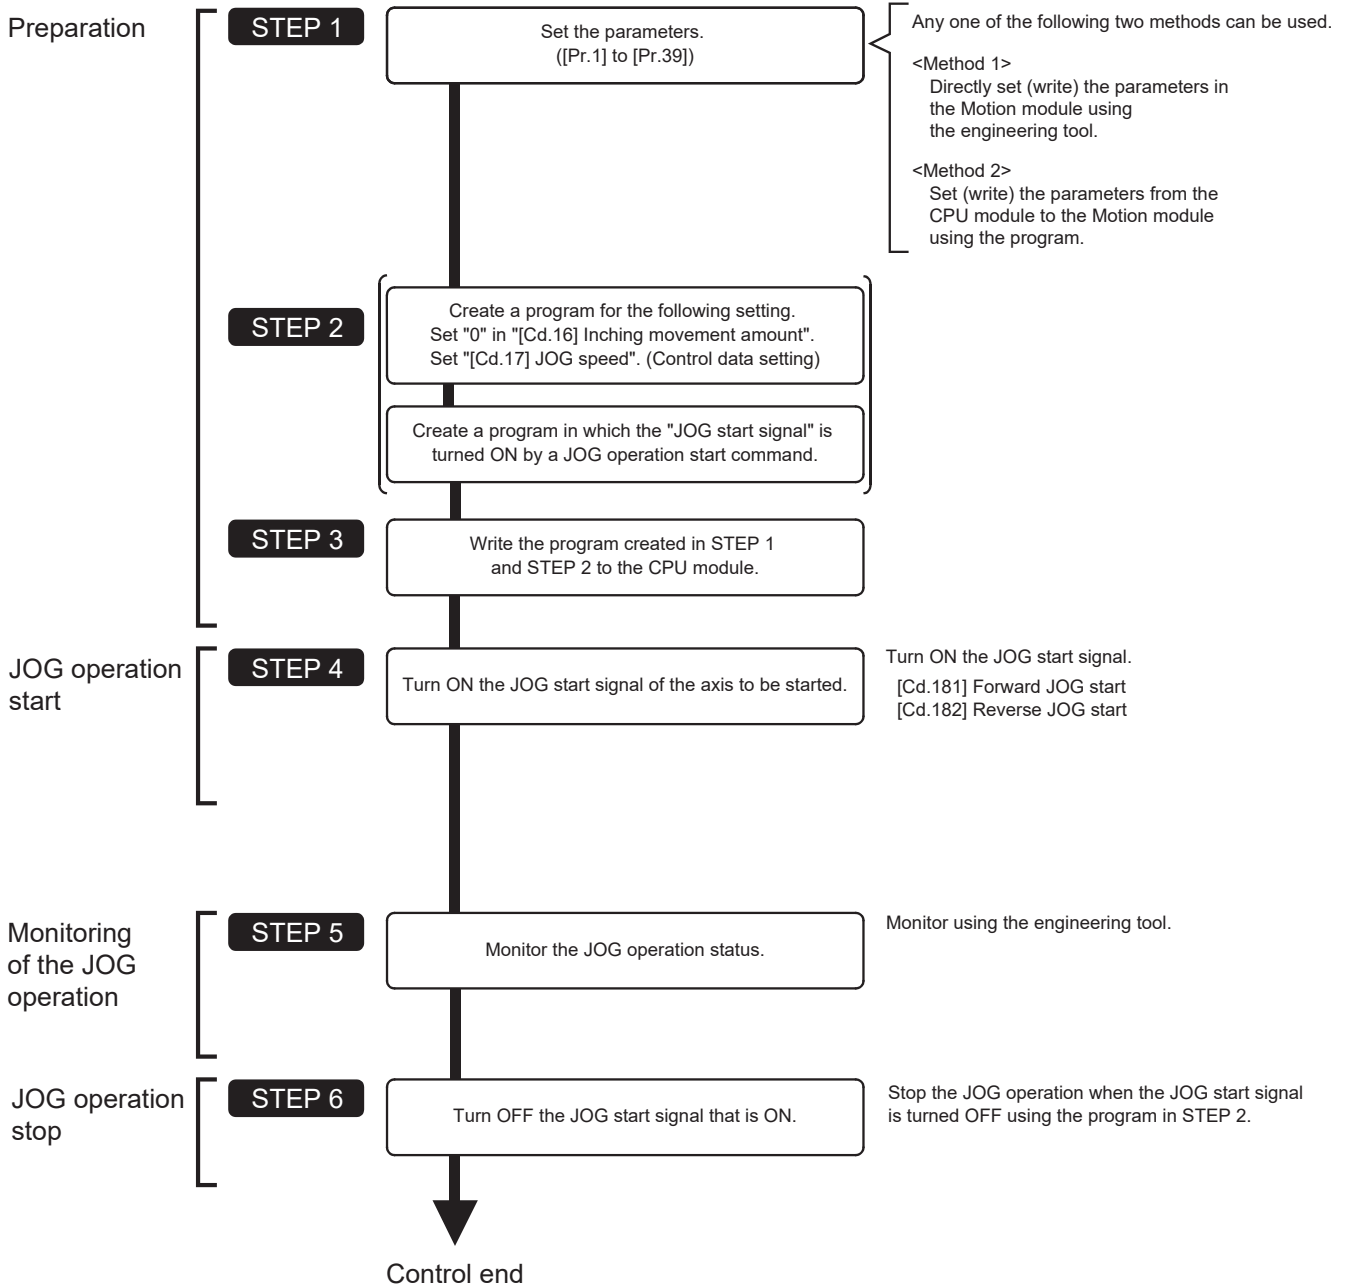 Preparation
STEP 1
Set the parameters.
([Pr.1] to [Pr.39])
Any one of the following two methods can be used.
<Method 1>
Directly set (write) the parameters in
the Motion module using
the engineering tool.
<Method 2>
Set (write) the parameters from the
CPU module to the Motion module
using the program.
STEP 2
Create a program for the following setting.
Set "0" in "[Cd.16] Inching movement amount".
Set "[Cd.17] JOG speed". (Control data setting)
Create a program in which the "JOG start signal" is
turned ON by a JOG operation start command.
STEP 3
Write the program created in STEP 1
and STEP 2 to the CPU module.
JOG operation
start
STEP 4
Turn ON the JOG start signal of the axis to be started.
Turn ON the JOG start signal.
[Cd.181] Forward JOG start
[Cd.182] Reverse JOG start
Monitoring
of the JOG
operation
STEP 5
Monitor the JOG operation status.
Monitor using the engineering tool.
JOG operation
stop
STEP 6
Turn OFF the JOG start signal that is ON.
Stop the JOG operation when the JOG start signal
is turned OFF using the program in STEP 2.
Control end